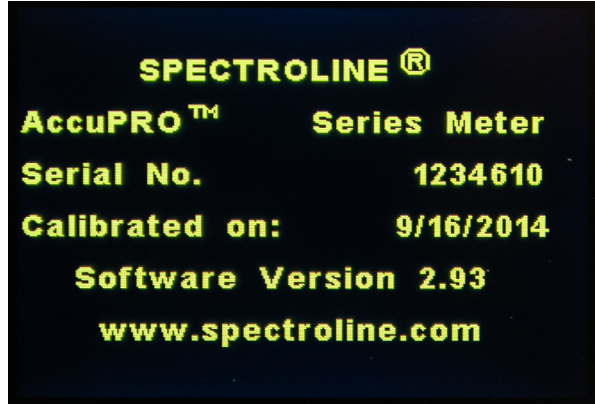 SPECTROLINE®
AccuPRO™ Series Meter
Serial No. 1234610
Calibrated on: 9/16/2014
Software Version 2.93
www.spectroline.com